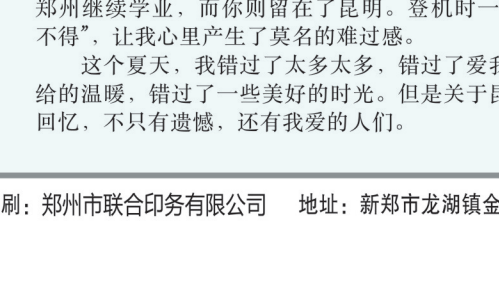 郑州继续学业，而你则留在了昆明。登机时一
不得”，让我心里产生了莫名的难过感。
这个夏天，我错过了太多太多，错过了爱我
给的温暖，错过了一些美好的时光。但是关于昆
回忆，不只有遗憾，还有我爱的人们。
刷：郑州市联合印务有限公司 地址：新郑市龙湖镇金